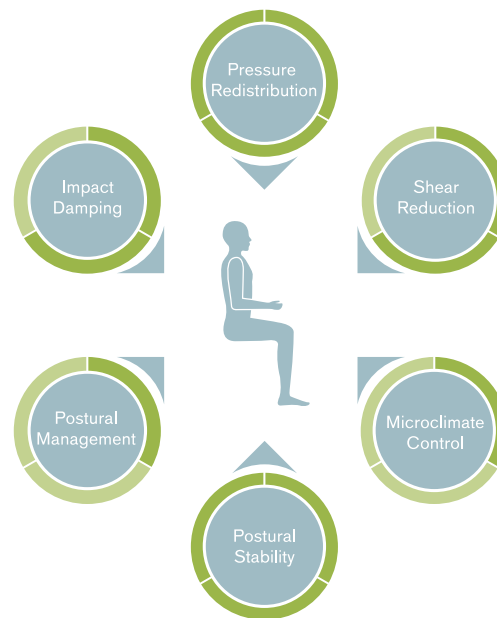 Pressure
Redistribution
Impact
Damping
Shear
Reduction
Postural
Management
Microclimate
Control
Postural
Stability